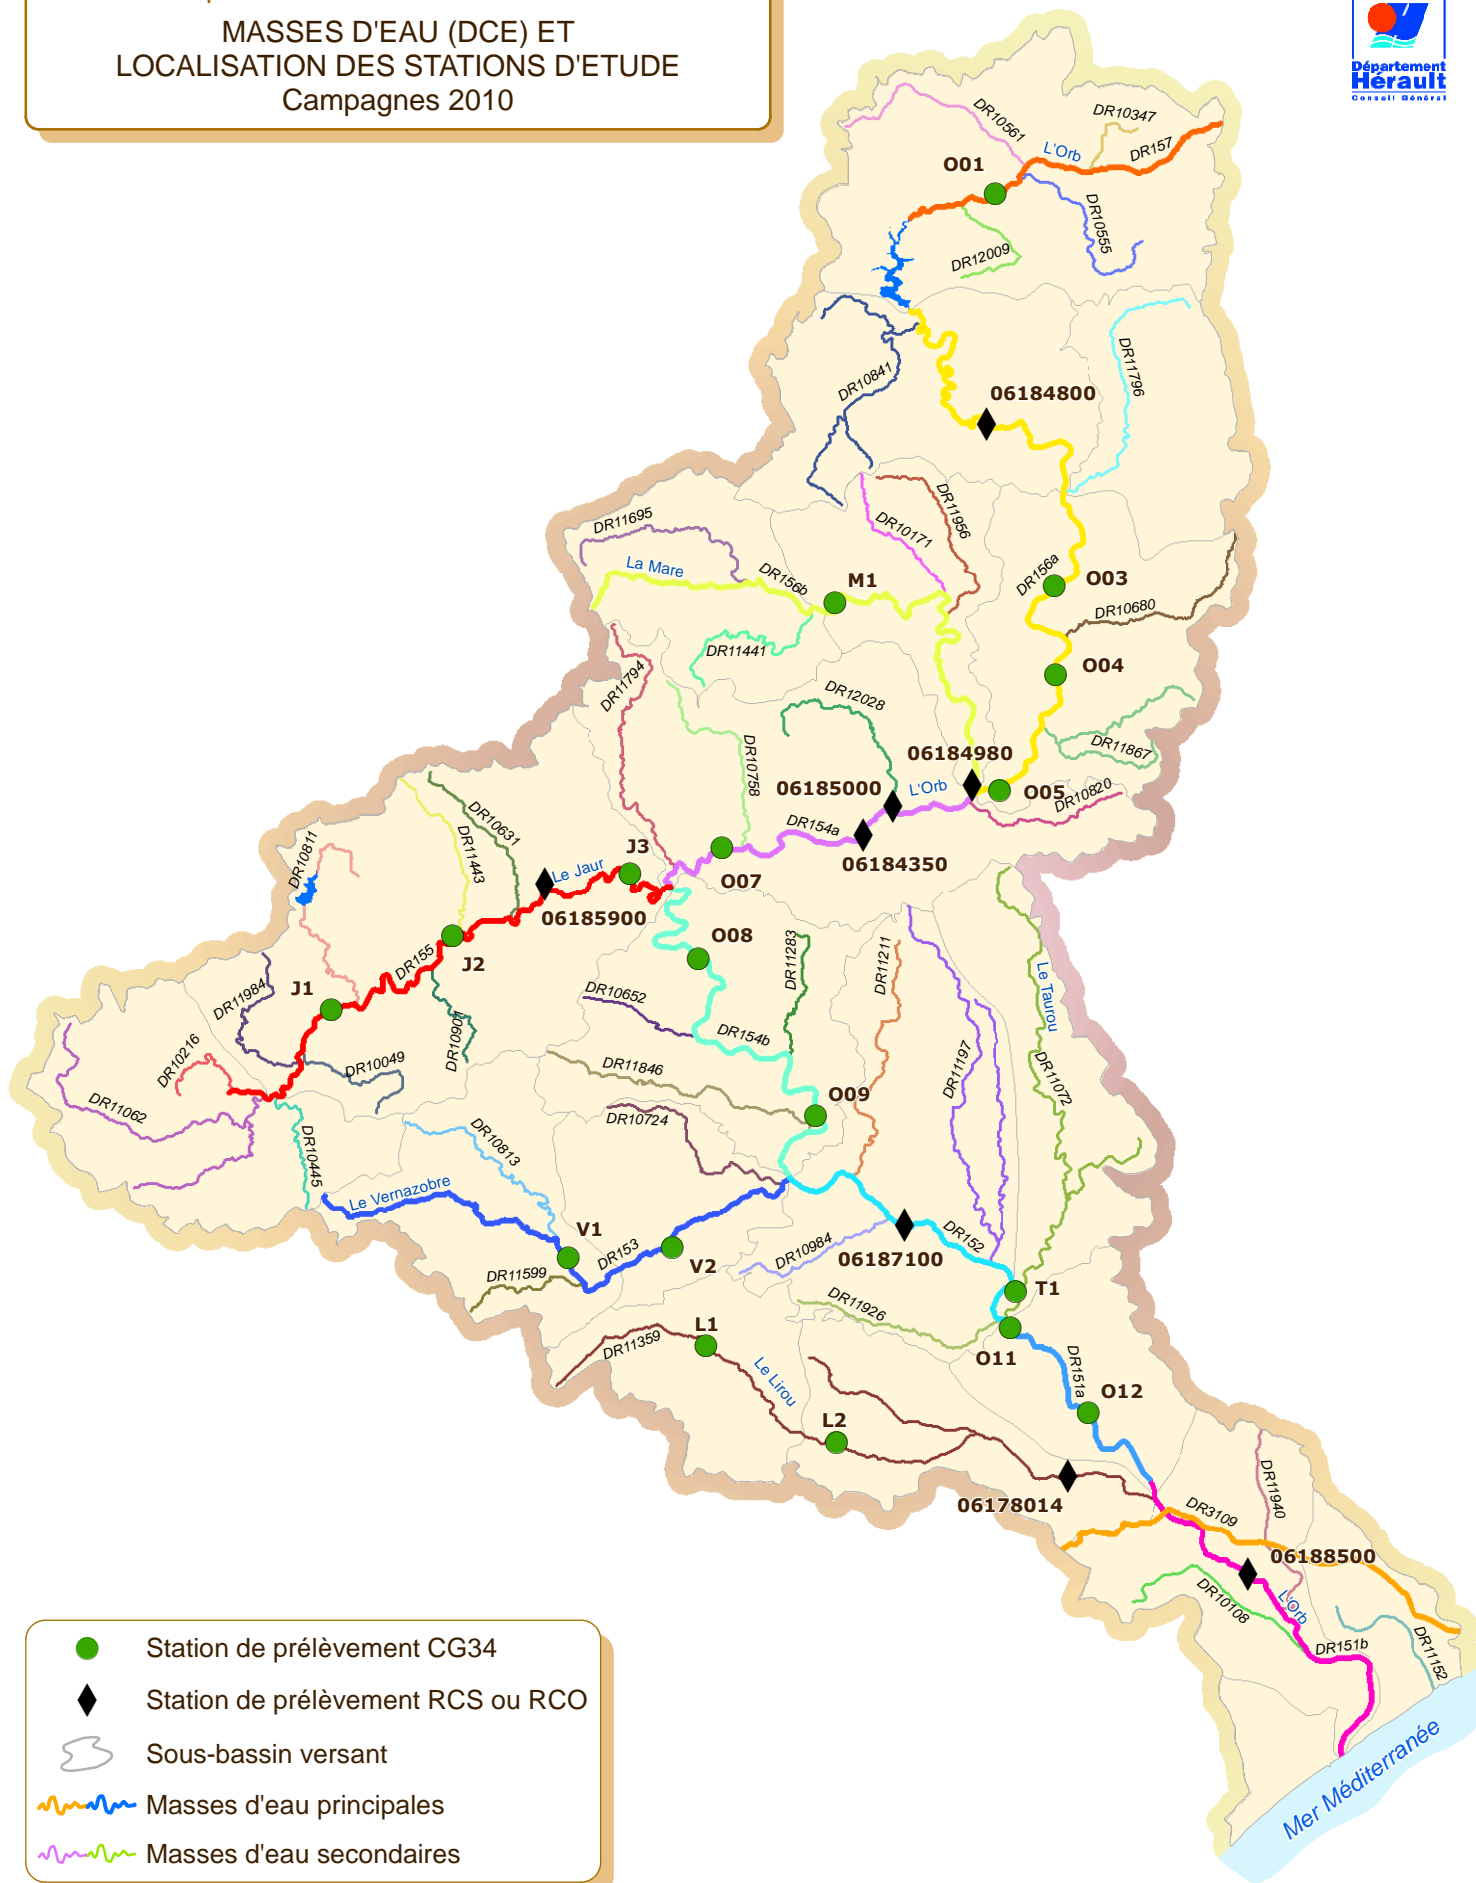 MASSES D'EAU (DCE) ET
LOCALISATION DES STATIONS D'ETUDE
Campagnes 2010
Département
Hérault
Conseil Général
DR10561
DR10347
L'Orb
DR157
O01
DR10555
DR12009
DR10841
DR11796
06184800
DR11695
DR10171
DR11956
La Mare
DR156b
M1
DR156a
O03
DR10680
DR11441
DR11794
O04
DR12028
DR11867
DR10758
06184980
06185000
L'Orb
O05
DR10820
DR154a
06184350
DR10631
DR11443
DR10811
J3
Le Jaur
O07
06185900
O08
DR11283
DR11211
J2
DR155
J1
DR11984
DR10652
DR154b
Le Taurou
DR10901
DR10216
DR10049
DR11846
DR11197
DR11072
DR11062
O09
DR10724
DR10813
DR10445
Le Vernazobre
V1
DR153
V2
DR10984
06187100
DR152
DR11599
T1
DR11926
L1
DR11359
O11
Le Lirou
DR151a
O12
L2
06178014
DR11940
DR3109
06188500
DR10108
L'Orb
DR151b
DR11152
Mer Méditerranée
Station de prélèvement CG34
Station de prélèvement RCS ou RCO
Sous-bassin versant
Masses d'eau principales
Masses d'eau secondaires